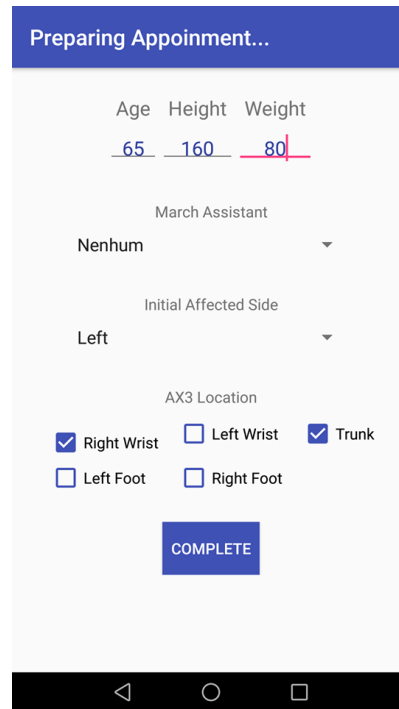 Preparing Appoinment...
Age Height Weight
65 160 80
March Assistant
Nenhum
Initial Affected Side
Left
AX3 Location
Right Wrist Left Wrist Trunk
Left Foot Right Foot
COMPLETE